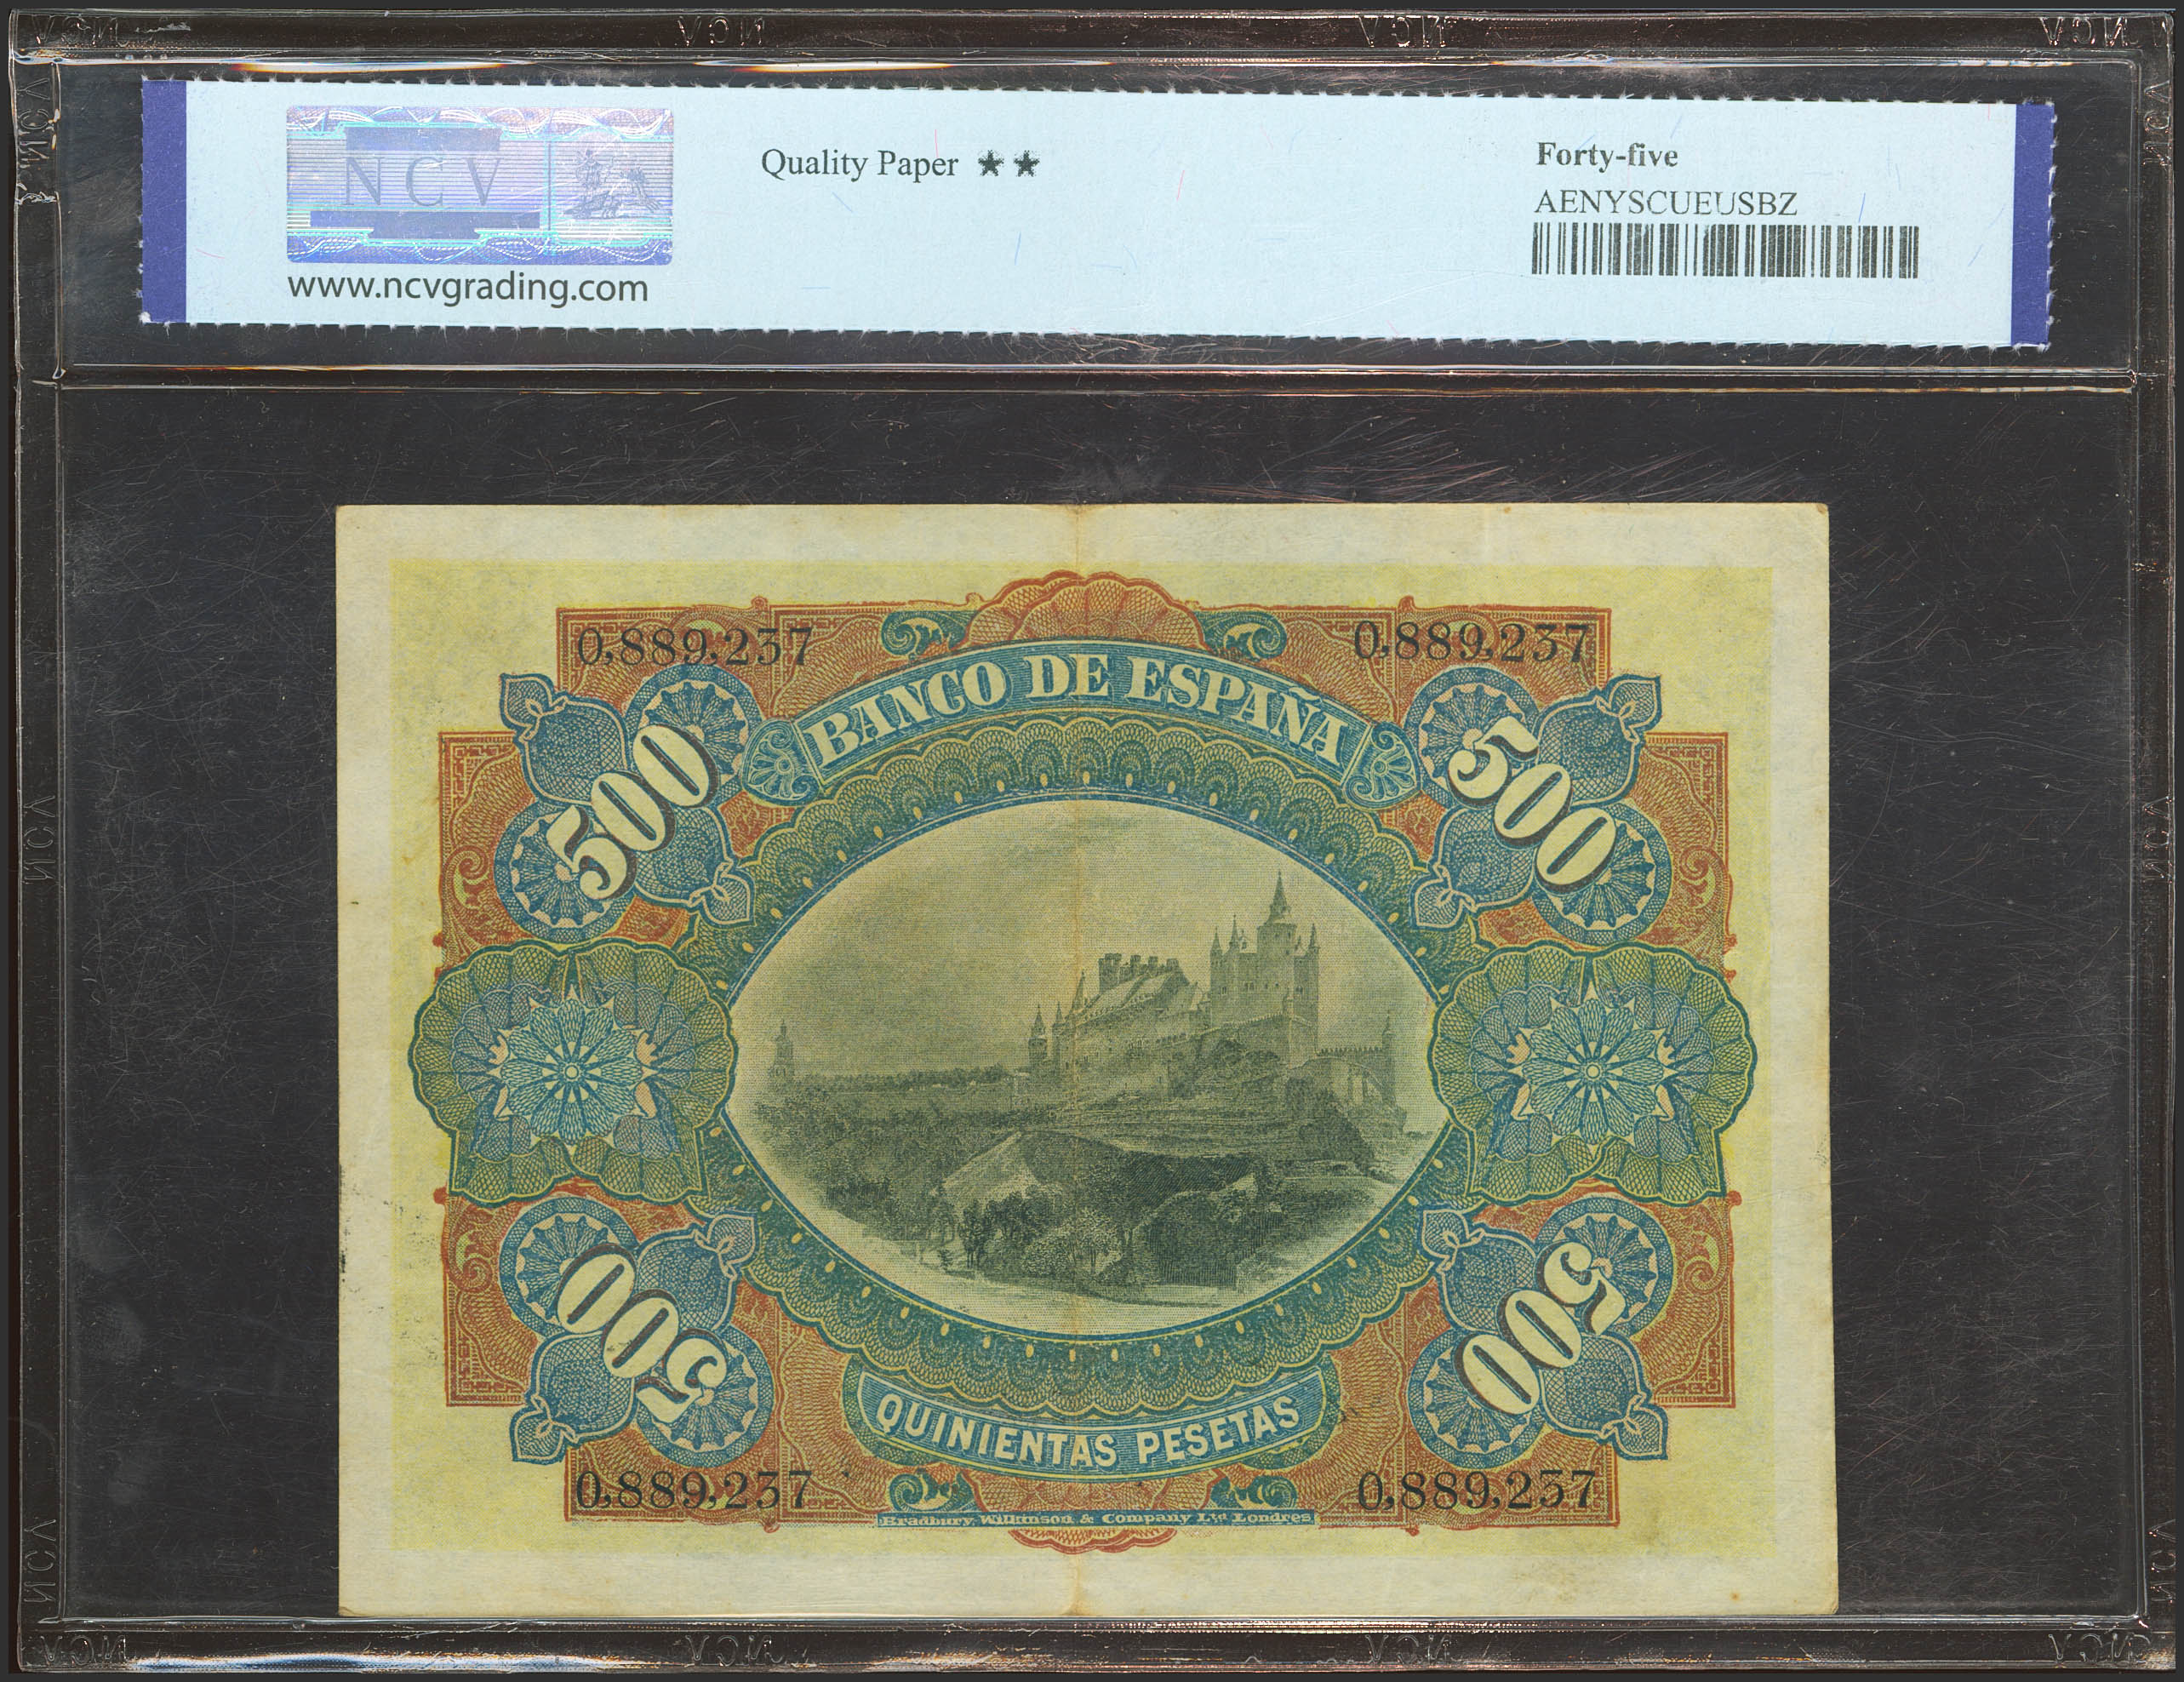 NCV
www.ncvgrading.com
Quality Paper ★★
Forty-five
AENYSCUEUSBZ
0,889,237 0,889,237
BANCO DE ESPAÑA
500 500
500 500
QUINIENTAS PESETAS
0,889,237 0,889,237
Bradbury, Wilkinson & Company Ltd Londres